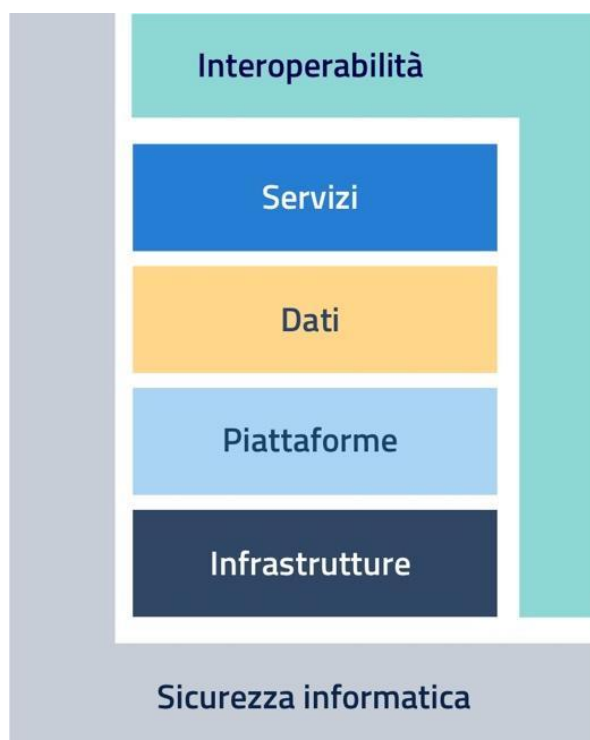 Interoperabilità
Servizi
Dati
Piattaforme
Infrastrutture
Sicurezza informatica